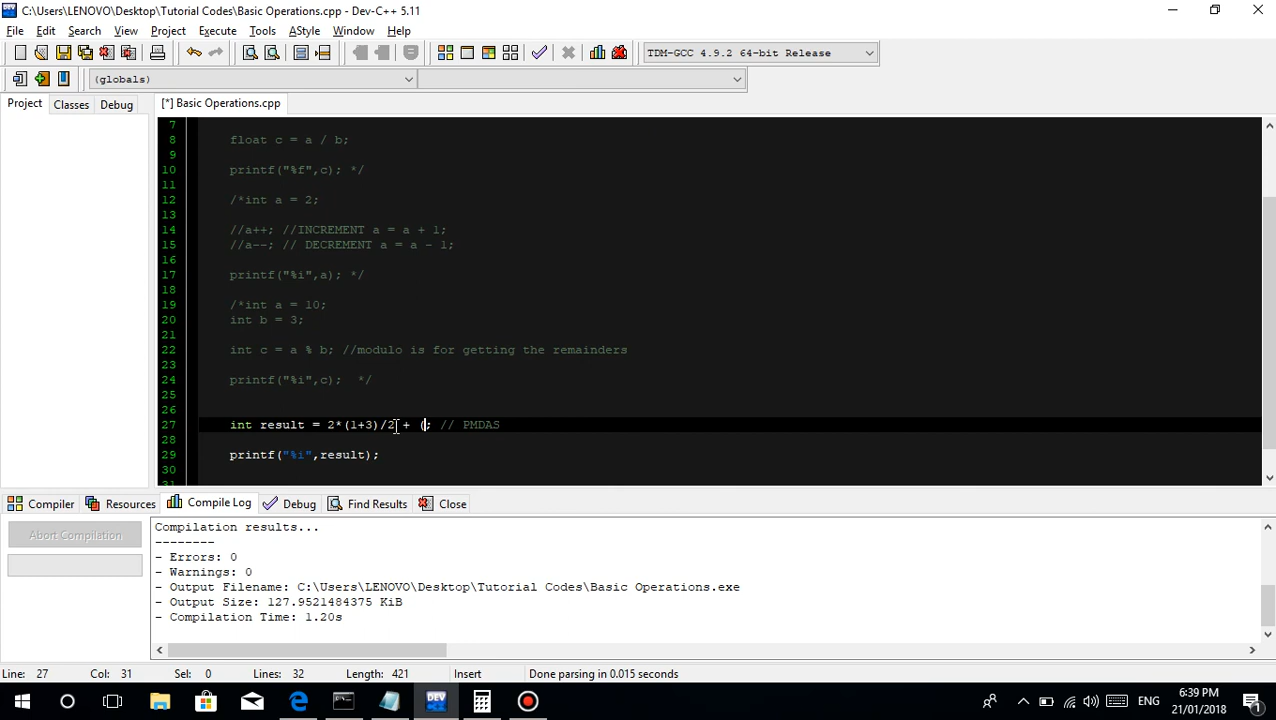 C:\Users\LENOVO\Desktop\Tutorial Codes\Basic Operations.cpp - Dev-C++ 5.11
File Edit Search View Project Execute Tools AStyle Window Help
TDM-GCC 4.9.2 64-bit Release
(globals)
Project Classes Debug
[*] Basic Operations.cpp
7
8 float c = a / b;
9
10 printf("%f",c); */
11
12 /*int a = 2;
13
14 //a++; //INCREMENT a = a + 1;
15 //a--; // DECREMENT a = a - 1;
16
17 printf("%i",a); */
18
19 /*int a = 10;
20 int b = 3;
21
22 int c = a % b; //modulo is for getting the remainders
23
24 printf("%i",c);  */
25
26
27 int result = 2*(1+3)/2 + (; // PMDAS
28
29 printf("%i",result);
30
31
Compiler Resources Compile Log Debug Find Results Close
Abort Compilation
Compilation results...
--------
- Errors: 0
- Warnings: 0
- Output Filename: C:\Users\LENOVO\Desktop\Tutorial Codes\Basic Operations.exe
- Output Size: 127.9521484375 KiB
- Compilation Time: 1.20s
Line: 27 Col: 31 Sel: 0 Lines: 32 Length: 421 Insert Done parsing in 0.015 seconds
DEV
ENG
6:39 PM
21/01/2018
1